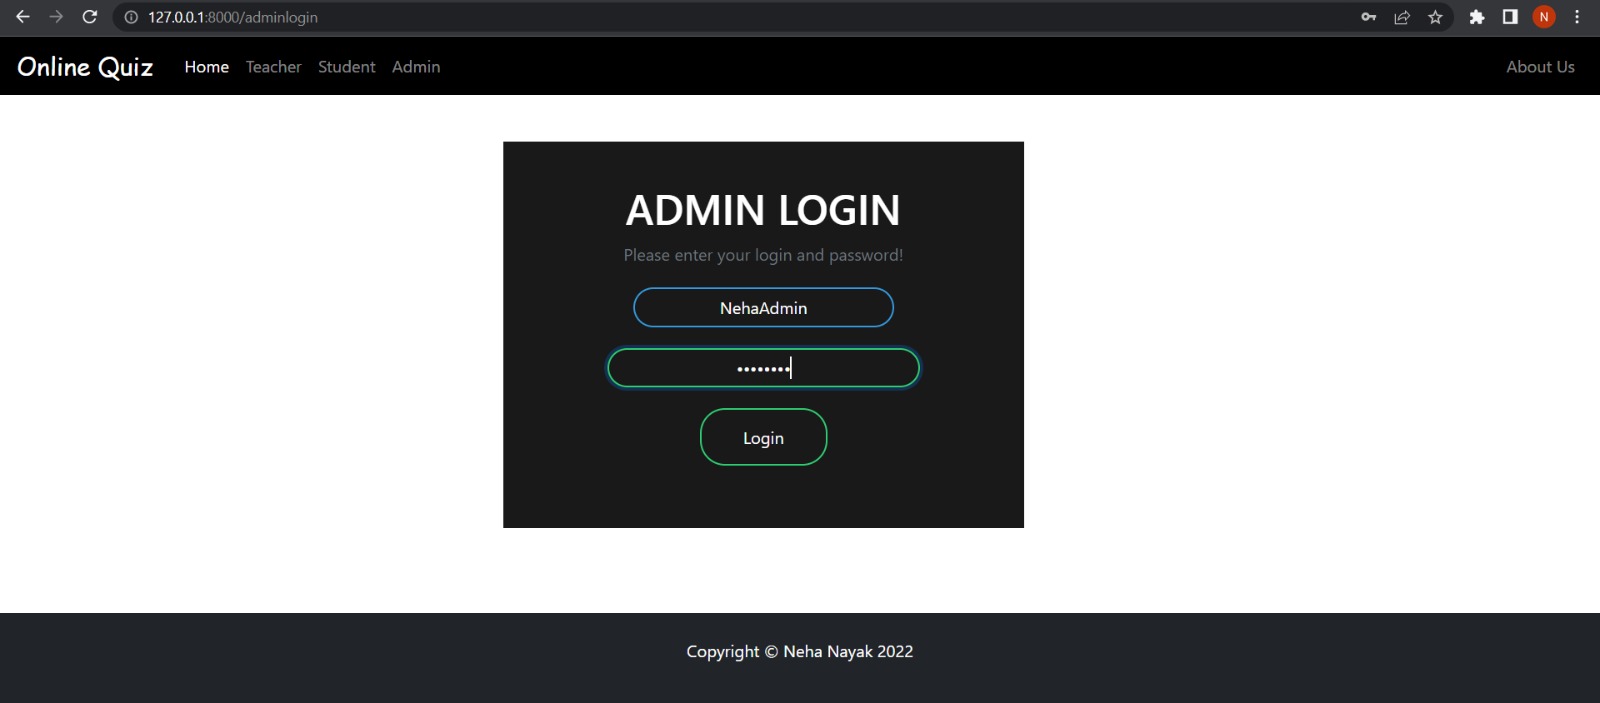 127.0.0.1:8000/adminlogin
N
Online Quiz Home Teacher Student Admin About Us
ADMIN LOGIN
Please enter your login and password!
NehaAdmin
••••••••
Login
Copyright © Neha Nayak 2022